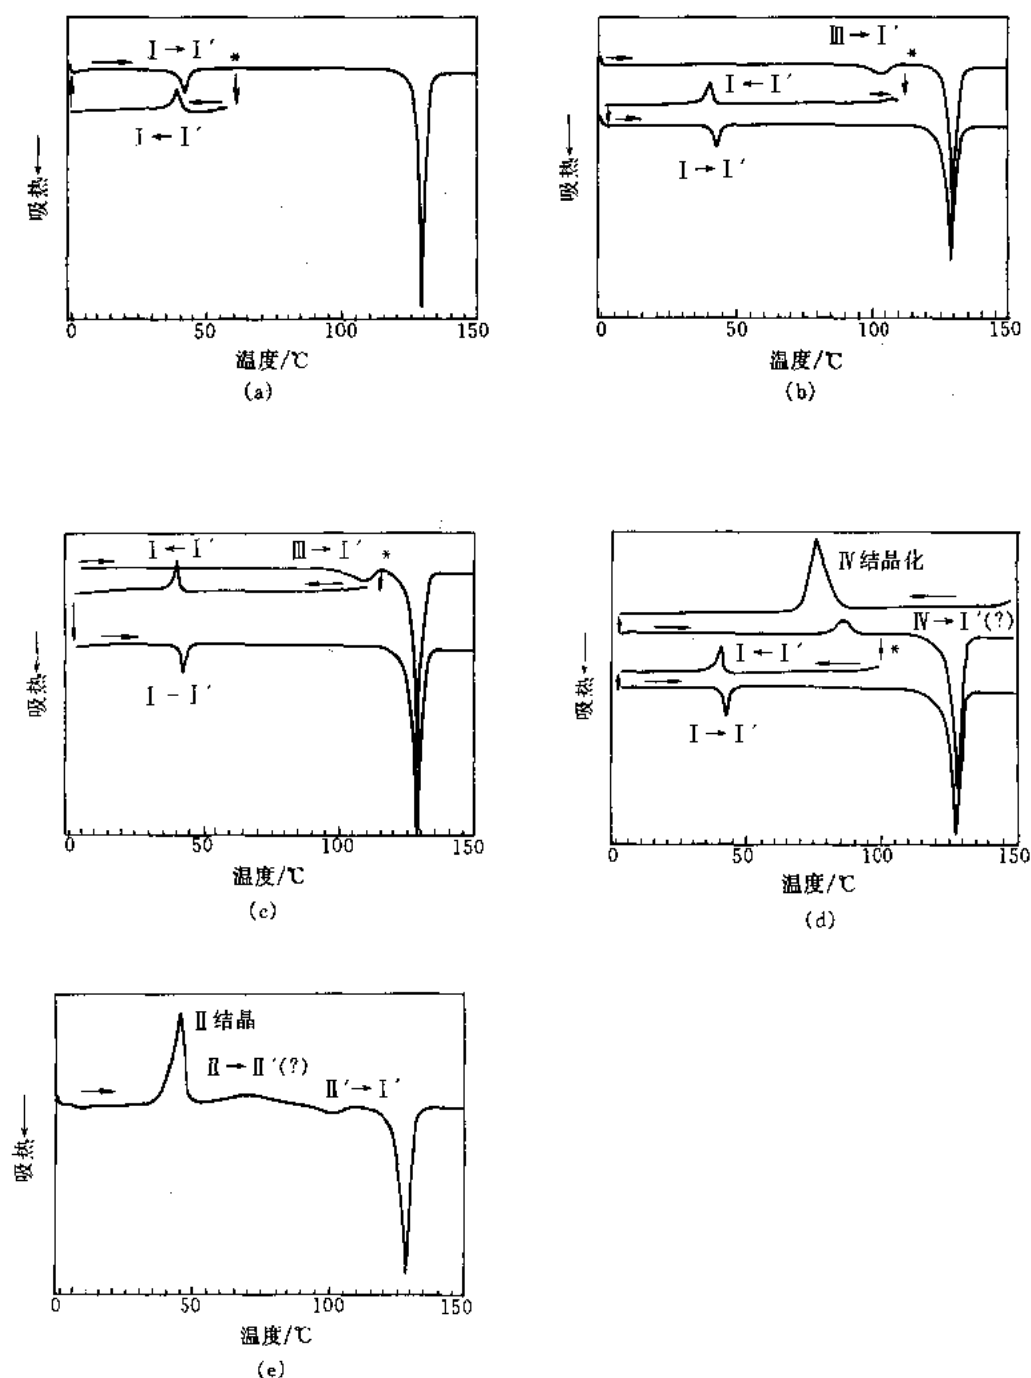 Ⅰ → Ⅰ′
*
Ⅰ ← Ⅰ′
吸热
0 50 100 150
温度/℃
(a)
Ⅲ → Ⅰ′
*
Ⅰ ← Ⅰ′
Ⅰ → Ⅰ′
吸热
0 50 100 150
温度/℃
(b)
Ⅰ ← Ⅰ′ Ⅲ → Ⅰ′
*
Ⅰ – Ⅰ′
吸热
0 50 100 150
温度/℃
(c)
Ⅳ结晶化
Ⅳ → Ⅰ′(?)
*
Ⅰ ← Ⅰ′
Ⅰ → Ⅰ′
吸热
0 50 100 150
温度/℃
(d)
Ⅱ结晶
Ⅱ → Ⅱ′(?)
Ⅱ′ → Ⅰ′
吸热
0 50 100 150
温度/℃
(e)